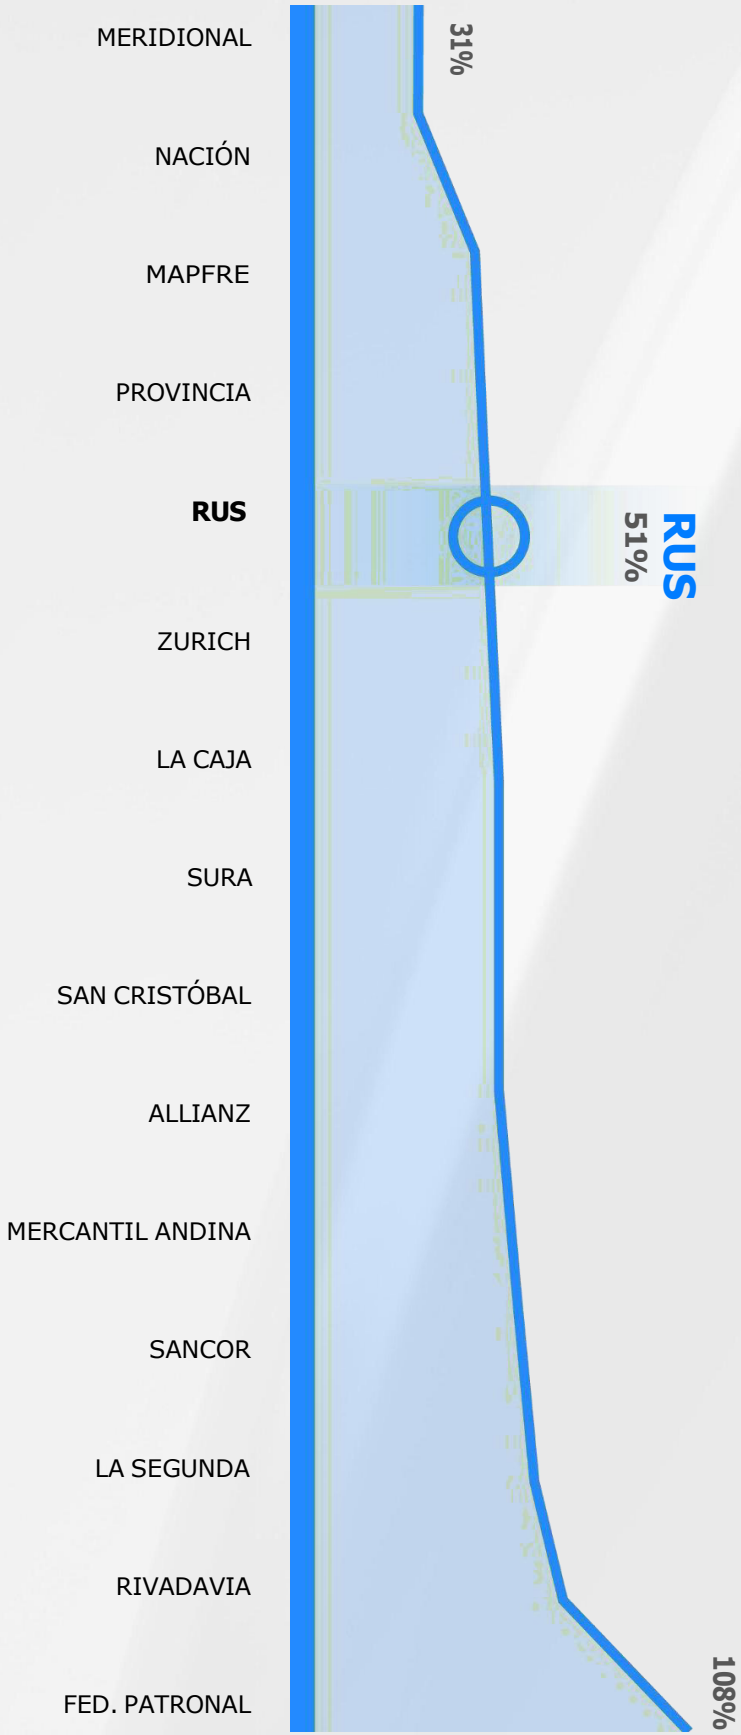 MERIDIONAL
31%
NACIÓN
MAPFRE
PROVINCIA
RUS
RUS
51%
ZURICH
LA CAJA
SURA
SAN CRISTÓBAL
ALLIANZ
MERCANTIL ANDINA
SANCOR
LA SEGUNDA
RIVADAVIA
FED. PATRONAL
108%